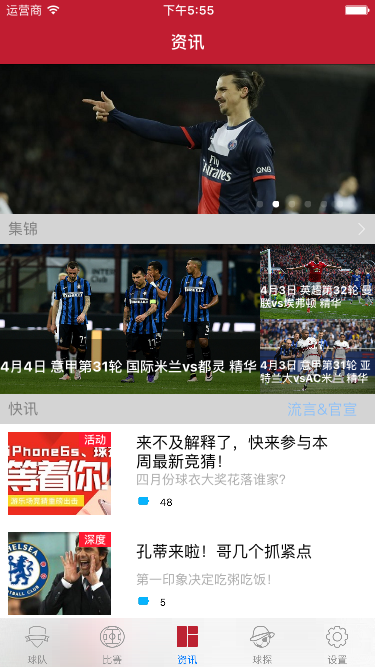 运营商
下午5:55
资讯
Fly Emirates
QNB
集锦
4月4日 意甲第31轮 国际米兰vs都灵 精华
4月3日 英超第32轮 曼
联vs埃弗顿 精华
4月3日 意甲第31轮 亚
特兰大vsAC米兰 精华
快讯
流言&官宣
活动
iPhone6s、球
等着你!
来不及解释了，快来参与本
周最新竞猜！
四月份球衣大奖花落谁家?
48
深度
CHELSEA
孔蒂来啦！哥几个抓紧点
第一印象决定吃粥吃饭！
5
球队
比赛
资讯
球探
设置